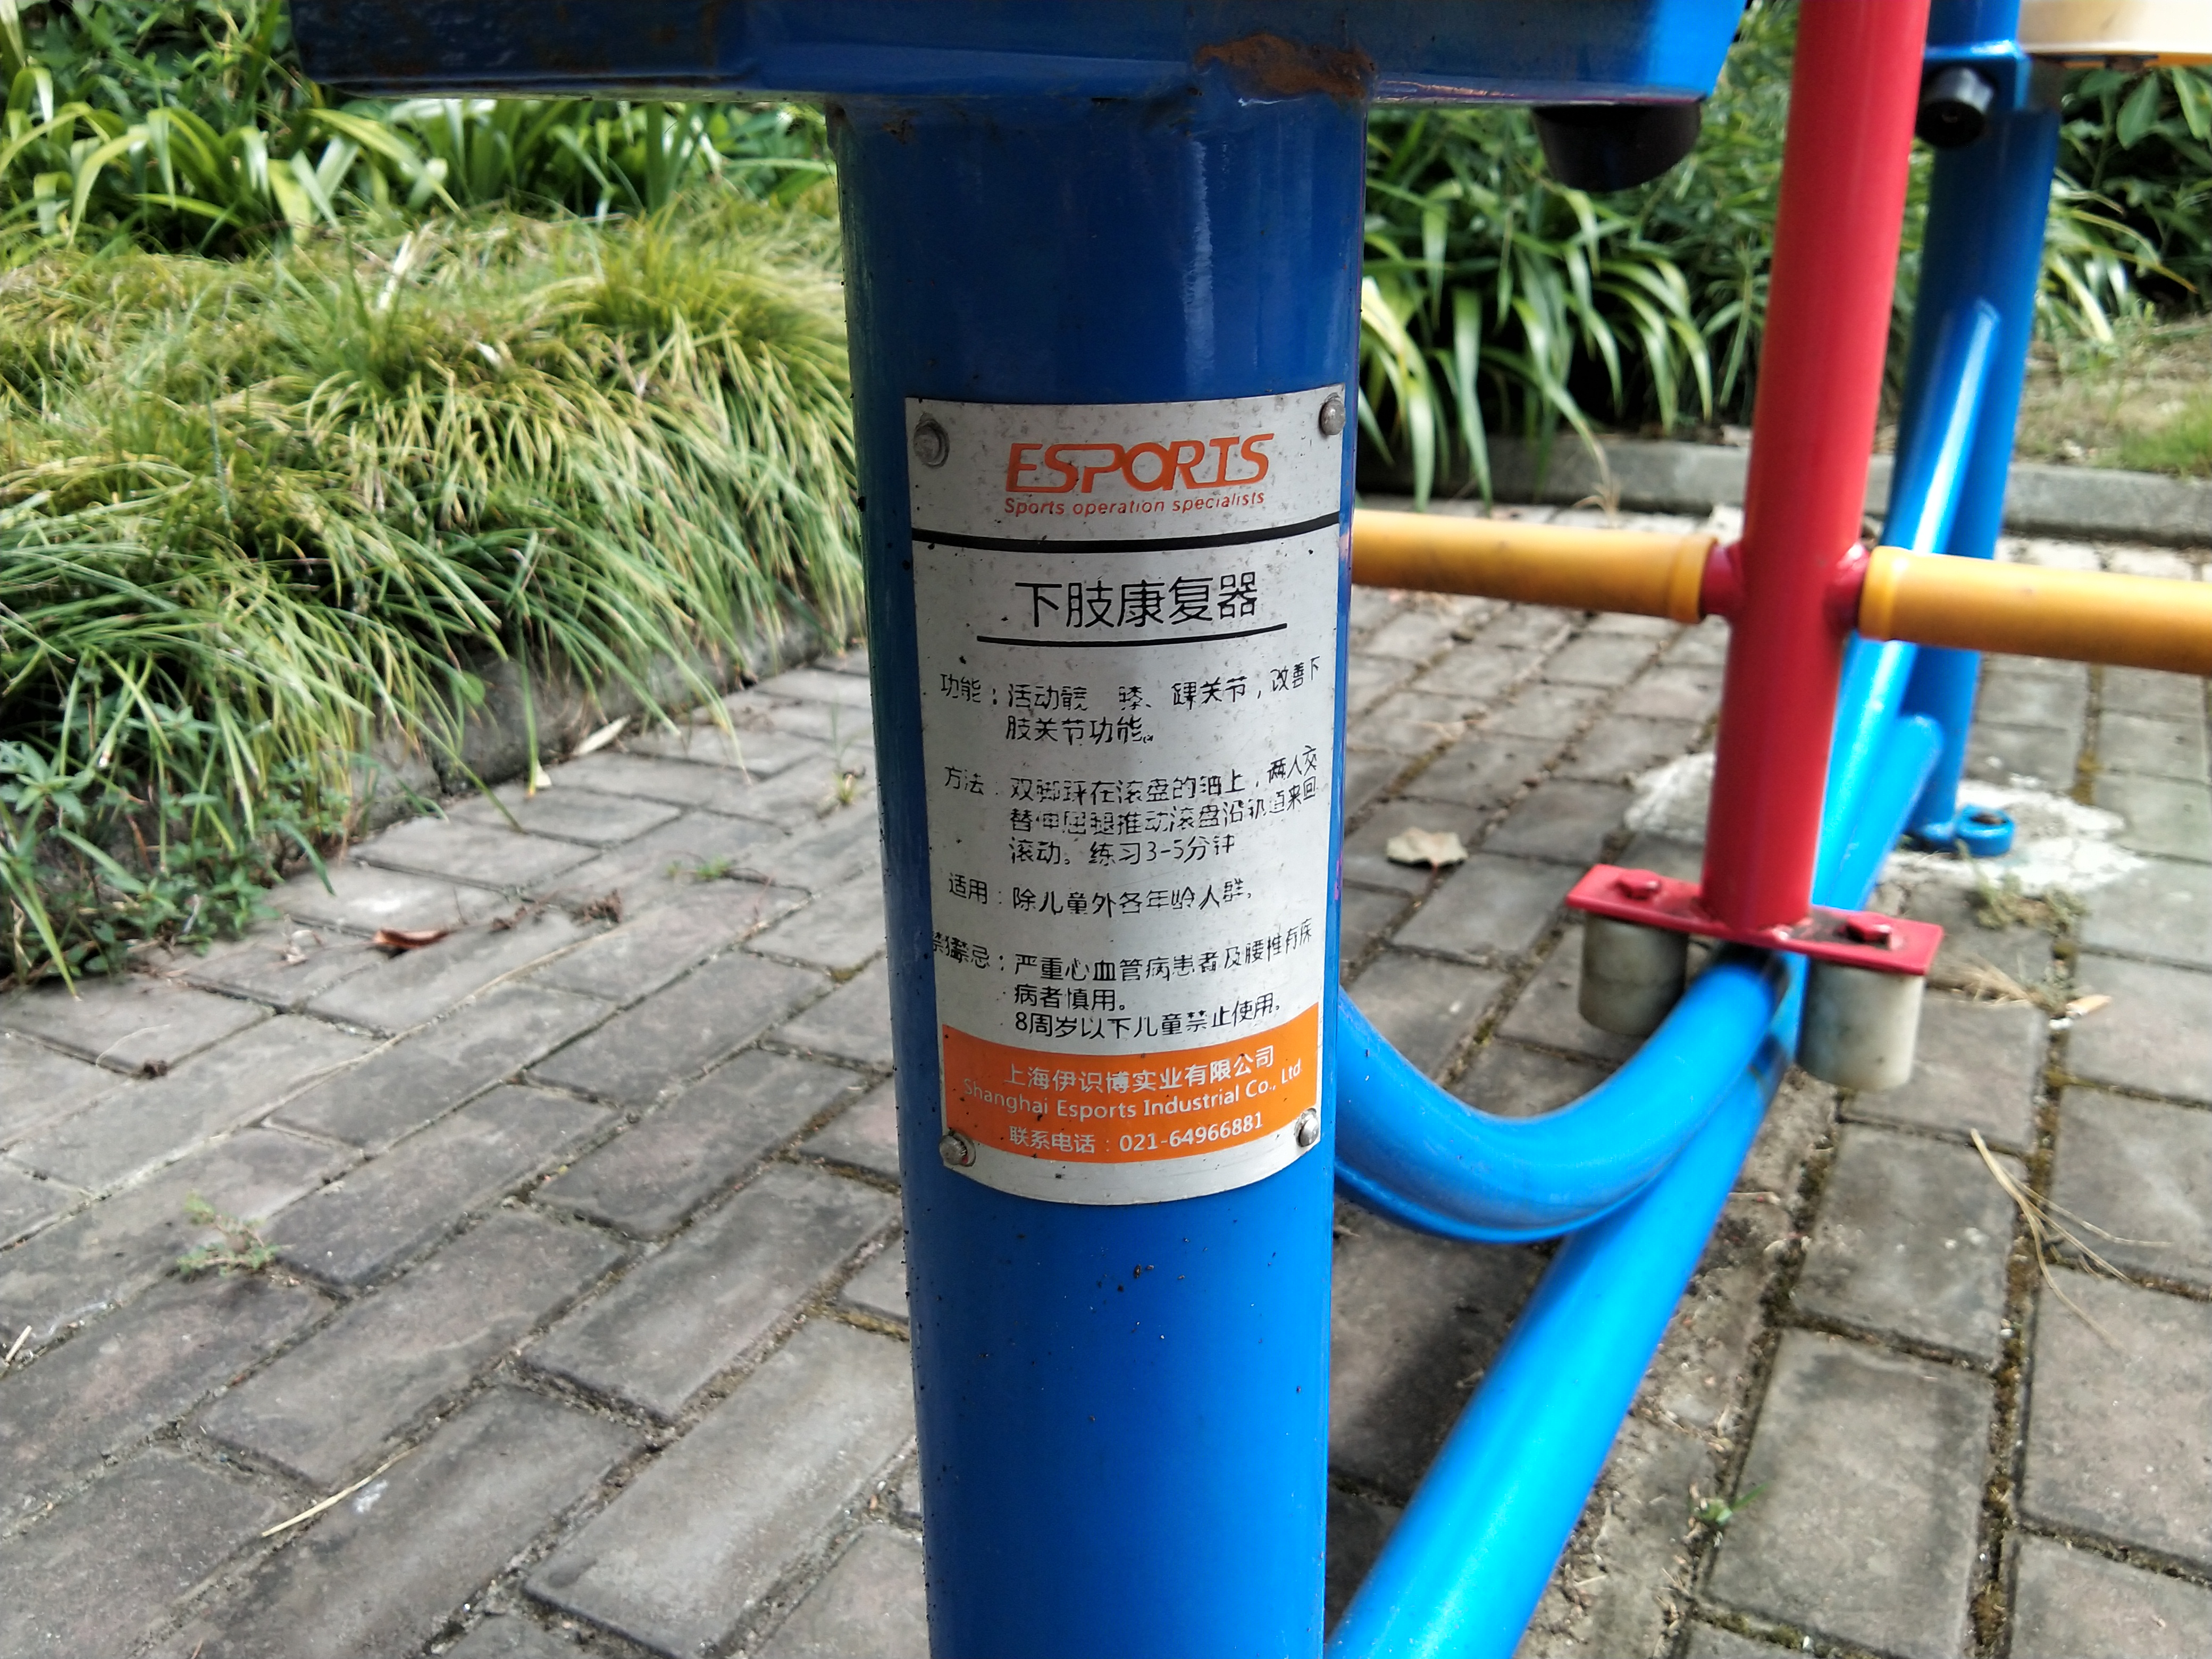 ESPORTS
Sports operation specialists
下肢康复器
功能：活动髋 膝、踝关节，改善下
肢关节功能。
方法：双脚踩在滚盘的轴上，两人交
替伸屈腿推动滚盘沿轨道来回
滚动。练习3-5分钟
适用：除儿童外各年龄人群。
禁忌：严重心血管病患者及腰椎有疾
病者慎用。
8周岁以下儿童禁止使用。
上海伊识博实业有限公司
Shanghai Esports Industrial Co., Ltd
联系电话：021-64966881